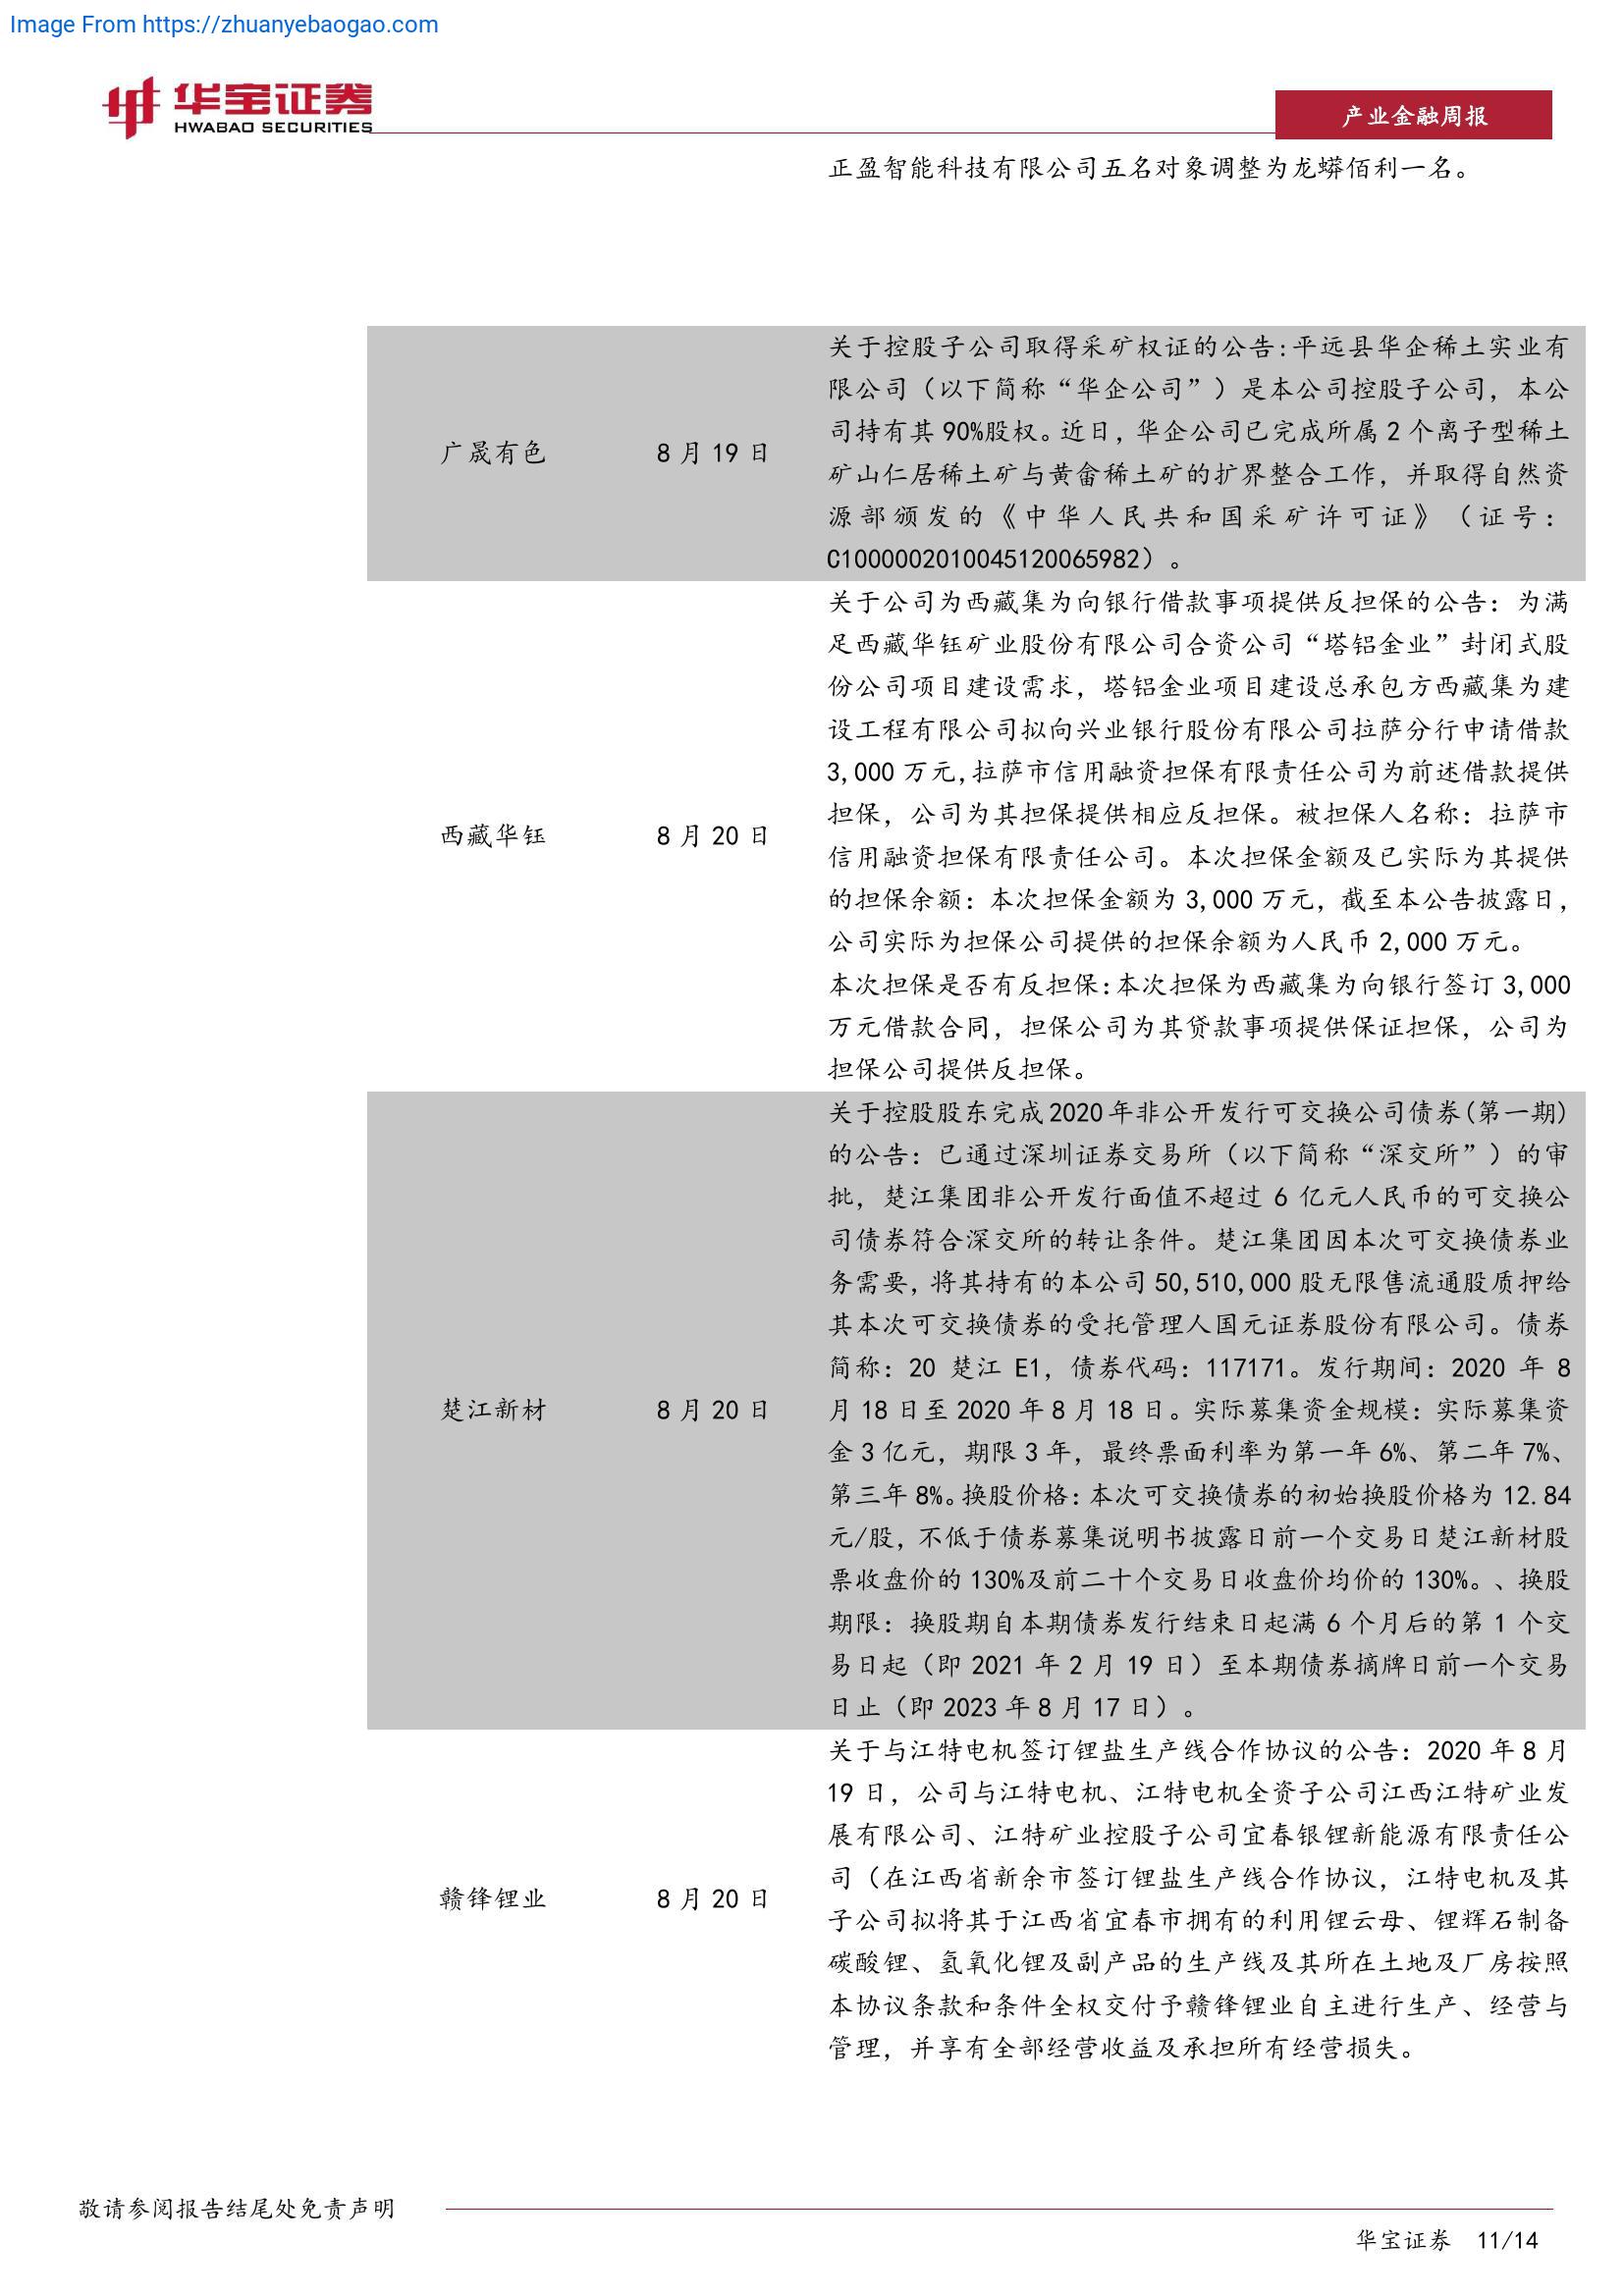 Image From https://zhuanyebaogao.com
华宝证券
HWABAO SECURITIES
产业金融周报
正盈智能科技有限公司五名对象调整为龙蟒佰利一名。
广晟有色
8 月 19 日
关于控股子公司取得采矿权证的公告:平远县华企稀土实业有
限公司（以下简称“华企公司”）是本公司控股子公司，本公
司持有其 90%股权。近日，华企公司已完成所属 2 个离子型稀土
矿山仁居稀土矿与黄畲稀土矿的扩界整合工作，并取得自然资
源部颁发的《中华人民共和国采矿许可证》（证号：
C1000002010045120065982）。
西藏华钰
8 月 20 日
关于公司为西藏集为向银行借款事项提供反担保的公告：为满
足西藏华钰矿业股份有限公司合资公司“塔铝金业”封闭式股
份公司项目建设需求，塔铝金业项目建设总承包方西藏集为建
设工程有限公司拟向兴业银行股份有限公司拉萨分行申请借款
3,000 万元,拉萨市信用融资担保有限责任公司为前述借款提供
担保，公司为其担保提供相应反担保。被担保人名称：拉萨市
信用融资担保有限责任公司。本次担保金额及已实际为其提供
的担保余额：本次担保金额为 3,000 万元，截至本公告披露日，
公司实际为担保公司提供的担保余额为人民币 2,000 万元。
本次担保是否有反担保:本次担保为西藏集为向银行签订 3,000
万元借款合同，担保公司为其贷款事项提供保证担保，公司为
担保公司提供反担保。
楚江新材
8 月 20 日
关于控股股东完成2020年非公开发行可交换公司债券(第一期)
的公告：已通过深圳证券交易所（以下简称“深交所”）的审
批，楚江集团非公开发行面值不超过 6 亿元人民币的可交换公
司债券符合深交所的转让条件。楚江集团因本次可交换债券业
务需要，将其持有的本公司 50,510,000 股无限售流通股质押给
其本次可交换债券的受托管理人国元证券股份有限公司。债券
简称：20 楚江 E1，债券代码：117171。发行期间：2020 年 8
月 18 日至 2020 年 8 月 18 日。实际募集资金规模：实际募集资
金 3 亿元，期限 3 年，最终票面利率为第一年 6%、第二年 7%、
第三年 8%。换股价格：本次可交换债券的初始换股价格为 12.84
元/股，不低于债券募集说明书披露日前一个交易日楚江新材股
票收盘价的 130%及前二十个交易日收盘价均价的 130%。、换股
期限：换股期自本期债券发行结束日起满 6 个月后的第 1 个交
易日起（即 2021 年 2 月 19 日）至本期债券摘牌日前一个交易
日止（即 2023 年 8 月 17 日）。
赣锋锂业
8 月 20 日
关于与江特电机签订锂盐生产线合作协议的公告：2020 年 8 月
19 日，公司与江特电机、江特电机全资子公司江西江特矿业发
展有限公司、江特矿业控股子公司宜春银锂新能源有限责任公
司（在江西省新余市签订锂盐生产线合作协议，江特电机及其
子公司拟将其于江西省宜春市拥有的利用锂云母、锂辉石制备
碳酸锂、氢氧化锂及副产品的生产线及其所在土地及厂房按照
本协议条款和条件全权交付予赣锋锂业自主进行生产、经营与
管理，并享有全部经营收益及承担所有经营损失。
敬请参阅报告结尾处免责声明
华宝证券 11/14